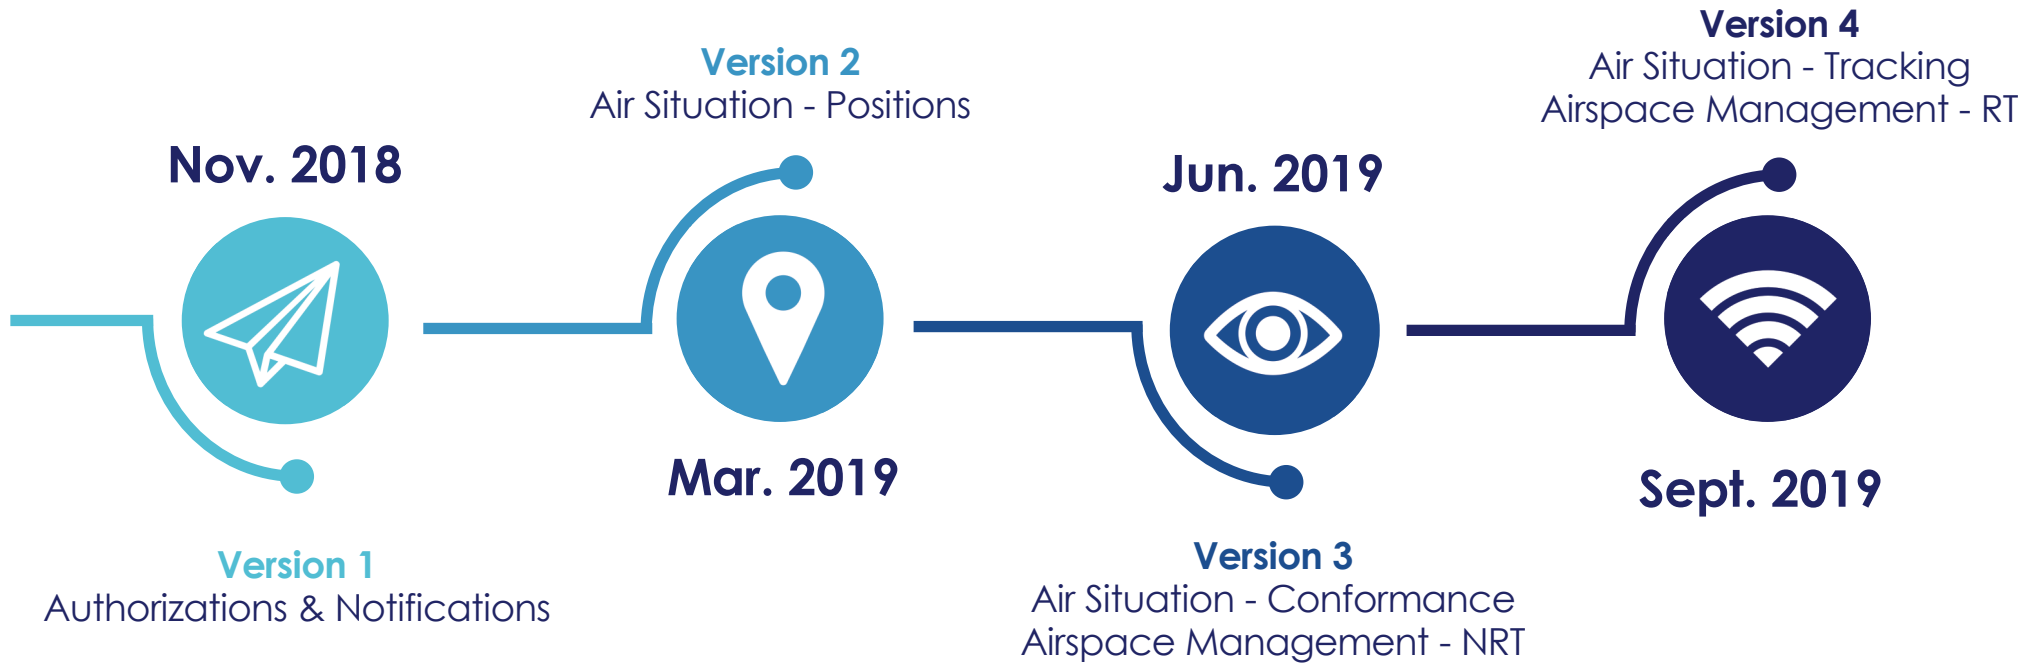 Nov. 2018
Version 1
Authorizations & Notifications
Version 2
Air Situation - Positions
Mar. 2019
Jun. 2019
Version 3
Air Situation - Conformance
Airspace Management - NRT
Version 4
Air Situation - Tracking
Airspace Management - RT
Sept. 2019